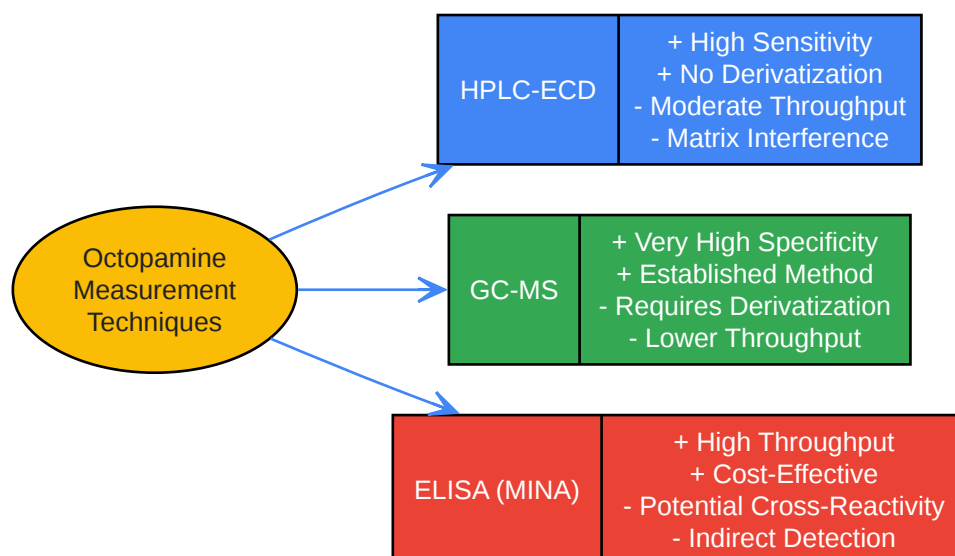 Octopamine
Measurement
Techniques
HPLC-ECD
+ High Sensitivity
+ No Derivatization
- Moderate Throughput
- Matrix Interference
GC-MS
+ Very High Specificity
+ Established Method
- Requires Derivatization
- Lower Throughput
ELISA (MINA)
+ High Throughput
+ Cost-Effective
- Potential Cross-Reactivity
- Indirect Detection